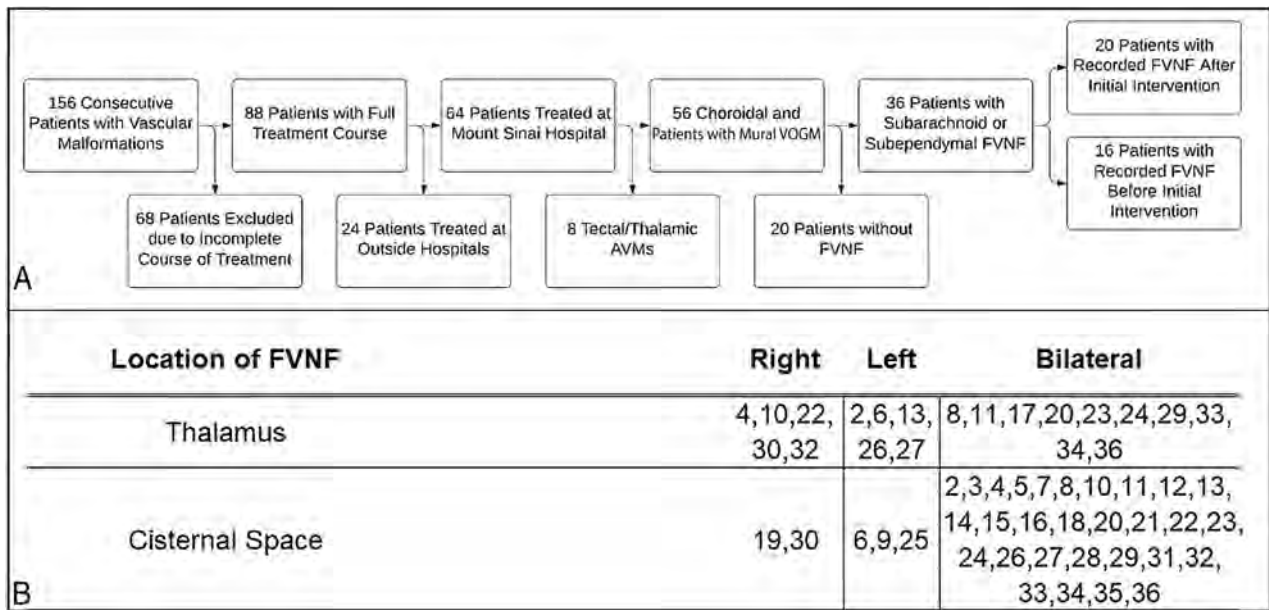 156 Consecutive
Patients with Vascular
Malformations
88 Patients with Full
Treatment Course
64 Patients Treated at
Mount Sinai Hospital
56 Choroidal and
Patients with Mural VOGM
36 Patients with
Subarachnoid or
Subependymal FVNF
20 Patients with
Recorded FVNF After
Initial Intervention
16 Patients with
Recorded FVNF
Before Initial
Intervention
68 Patients Excluded
due to Incomplete
Course of Treatment
24 Patients Treated at
Outside Hospitals
8 Tectal/Thalamic
AVMs
20 Patients without
FVNF
A
Location of FVNF Right Left Bilateral
Thalamus
4,10,22,
30,32
2,6,13,
26,27
8,11,17,20,23,24,29,33,
34,36
Cisternal Space
19,30
6,9,25
2,3,4,5,7,8,10,11,12,13,
14,15,16,18,20,21,22,23,
24,26,27,28,29,31,32,
33,34,35,36
B